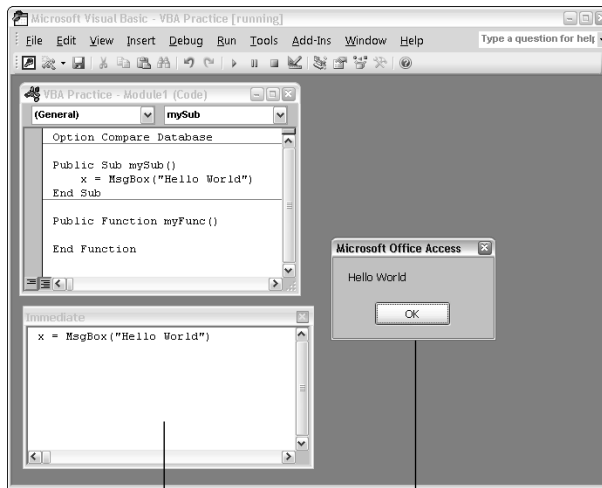 Microsoft Visual Basic - VBA Practice [running]
File Edit View Insert Debug Run Tools Add-Ins Window Help
Type a question for help
VBA Practice - Module1 (Code)
(General) mySub
Option Compare Database
Public Sub mySub()
x = MsgBox("Hello World")
End Sub
Public Function myFunc()
End Function
Microsoft Office Access
Hello World
OK
Immediate
x = MsgBox("Hello World")